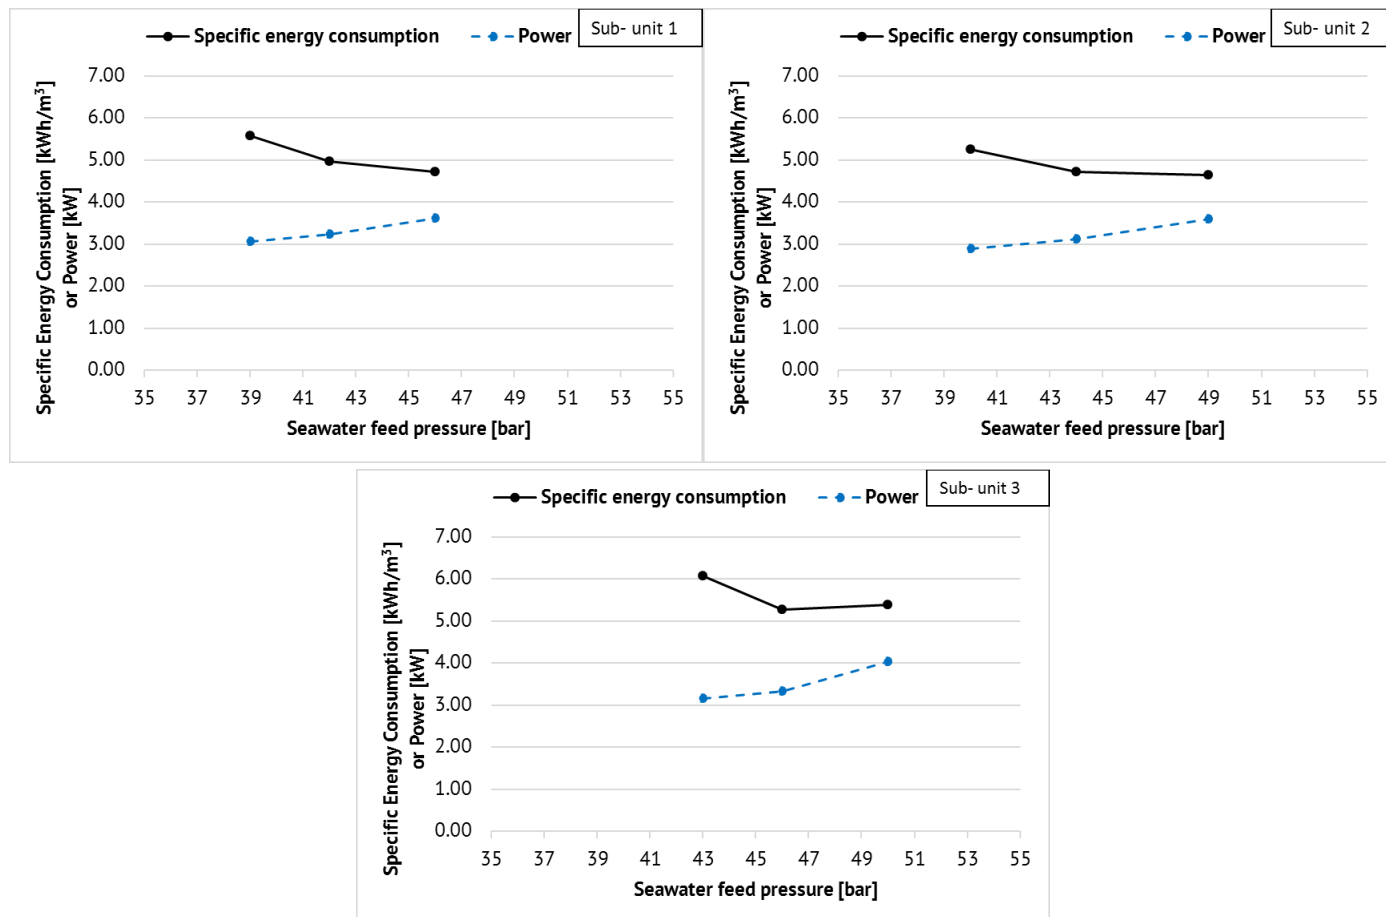 Specific energy consumption Power Sub- unit 1
Specific Energy Consumption [kWh/m³]
or Power [kW]
7.00
6.00
5.00
4.00
3.00
2.00
1.00
0.00
35 37 39 41 43 45 47 49 51 53 55
Seawater feed pressure [bar]
Specific energy consumption Power Sub- unit 2
Specific Energy Consumption [kWh/m³]
or Power [kW]
7.00
6.00
5.00
4.00
3.00
2.00
1.00
0.00
35 37 39 41 43 45 47 49 51 53 55
Seawater feed pressure [bar]
Specific energy consumption Power Sub- unit 3
Specific Energy Consumption [kWh/m³]
or Power [kW]
7.00
6.00
5.00
4.00
3.00
2.00
1.00
0.00
35 37 39 41 43 45 47 49 51 53 55
Seawater feed pressure [bar]